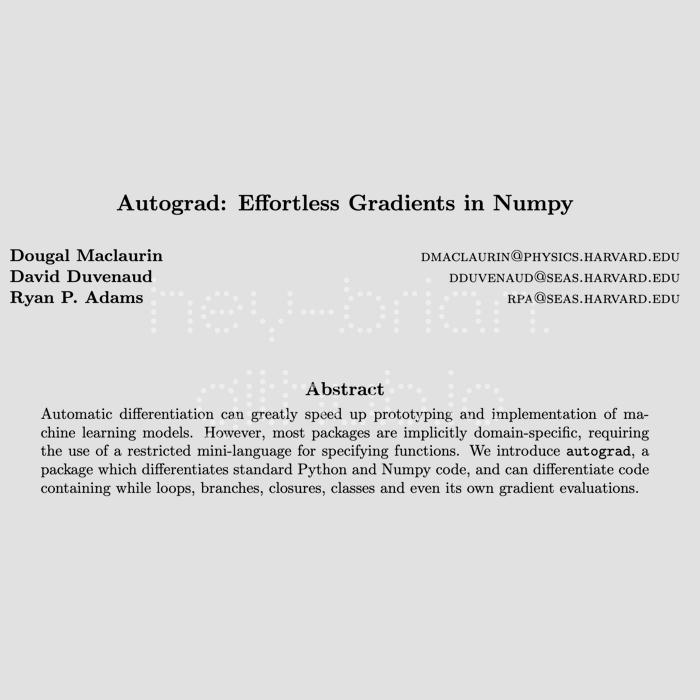 Autograd: Effortless Gradients in Numpy
Dougal Maclaurin DMACLAURIN@PHYSICS.HARVARD.EDU
David Duvenaud DDUVENAUD@SEAS.HARVARD.EDU
Ryan P. Adams RPA@SEAS.HARVARD.EDU
hey-brian.
Abstract
Automatic differentiation can greatly speed up prototyping and implementation of ma-
chine learning models. However, most packages are implicitly domain-specific, requiring
the use of a restricted mini-language for specifying functions. We introduce autograd, a
package which differentiates standard Python and Numpy code, and can differentiate code
containing while loops, branches, closures, classes and even its own gradient evaluations.